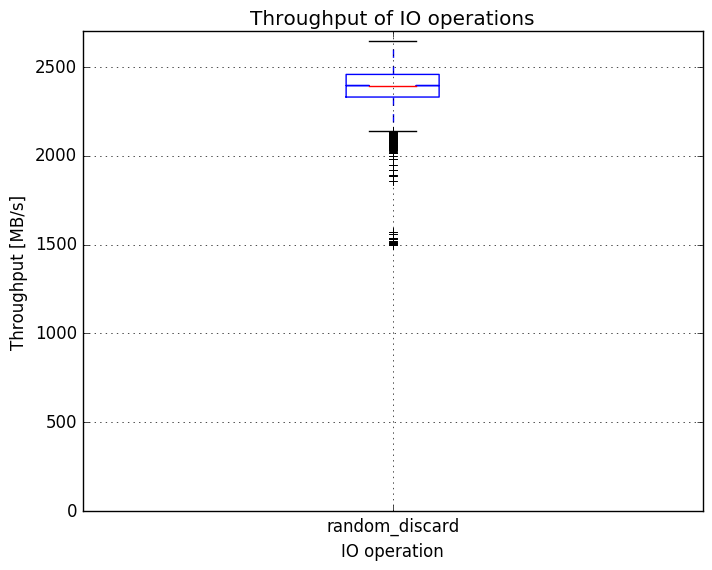 Throughput of IO operations
2500
2000
1500
1000
500
0
Throughput [MB/s]
random_discard
IO operation